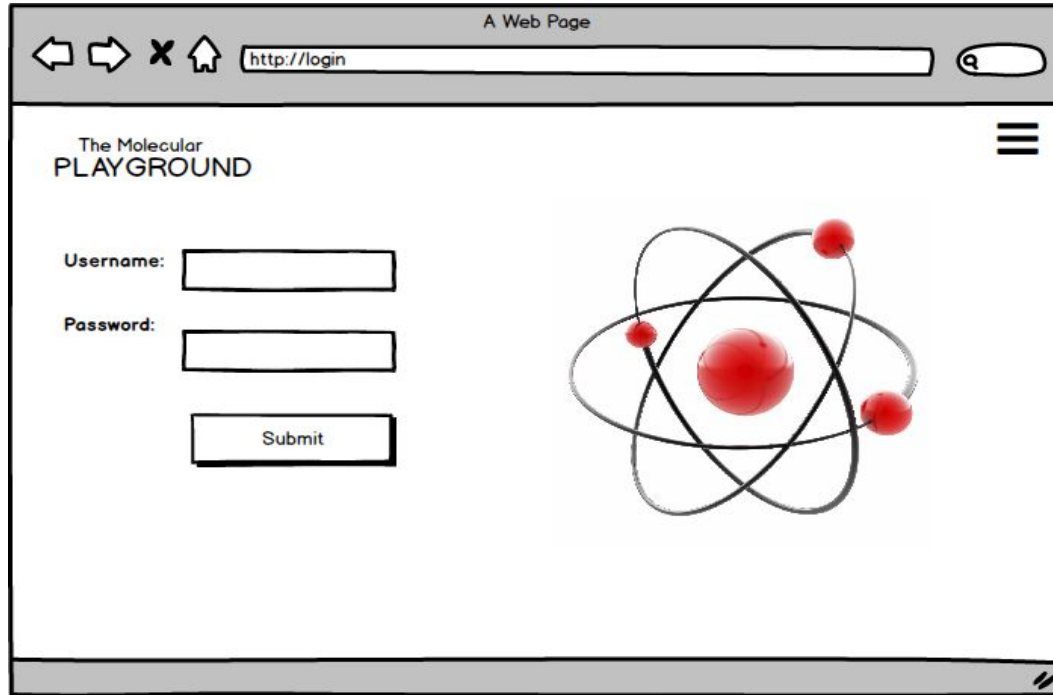 A Web Page
http://login
The Molecular
PLAYGROUND
Username:
Password:
Submit